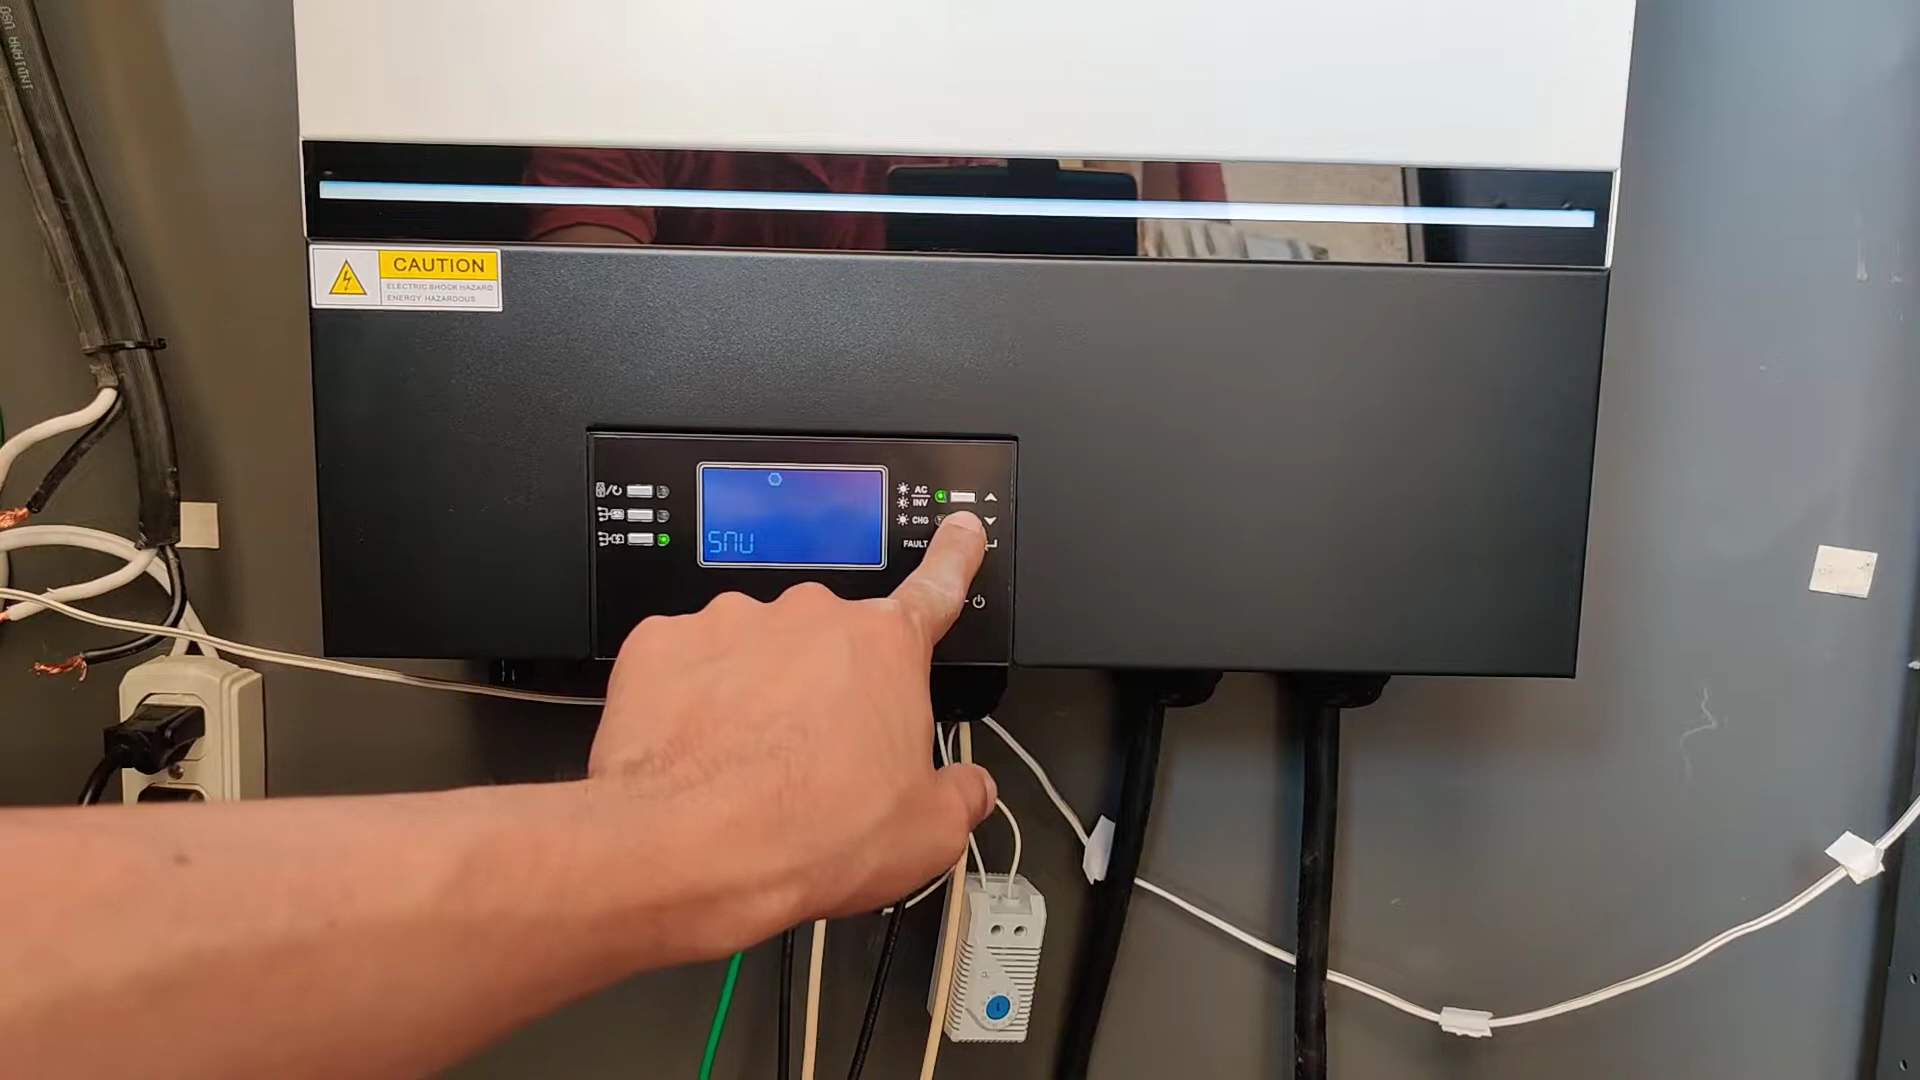 CAUTION
ELECTRIC SHOCK HAZARD
ENERGY HAZARDOUS
AC
INV
CHG
FAULT
SNU